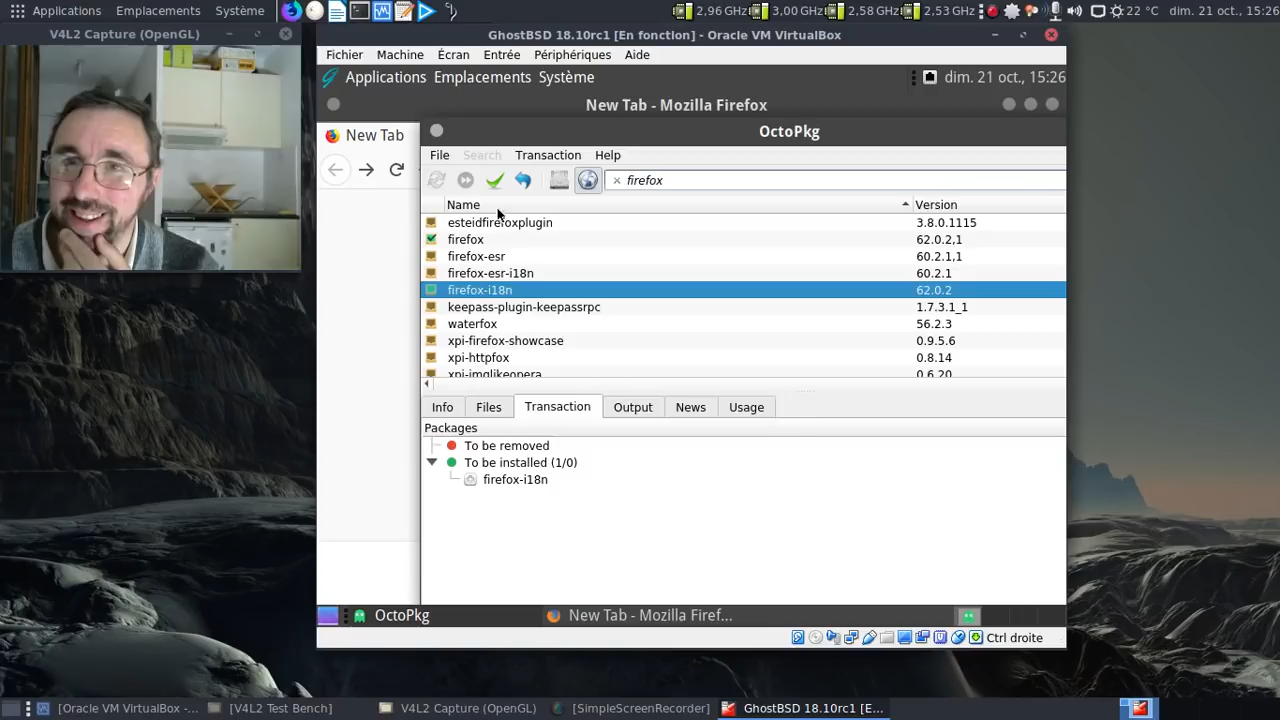 Applications Emplacements Système
2,96 GHz 3,00 GHz 2,58 GHz 2,53 GHz 22 °C dim. 21 oct., 15:26
V4L2 Capture (OpenGL)
GhostBSD 18.10rc1 [En fonction] - Oracle VM VirtualBox
Fichier Machine Écran Entrée Périphériques Aide
Applications Emplacements Système dim. 21 oct., 15:26
New Tab - Mozilla Firefox
New Tab
OctoPkg
File Search Transaction Help
firefox
Name Version
esteidfirefoxplugin 3.8.0.1115
firefox 62.0.2,1
firefox-esr 60.2.1,1
firefox-esr-i18n 60.2.1
firefox-i18n 62.0.2
keepass-plugin-keepassrpc 1.7.3.1_1
waterfox 56.2.3
xpi-firefox-showcase 0.9.5.6
xpi-httpfox 0.8.14
xpi-imglikeopera 0.6.20
Info Files Transaction Output News Usage
Packages
To be removed
To be installed (1/0)
firefox-i18n
OctoPkg New Tab - Mozilla Firef...
Ctrl droite
[Oracle VM VirtualBox -... [V4L2 Test Bench] V4L2 Capture (OpenGL) [SimpleScreenRecorder] GhostBSD 18.10rc1 [E...